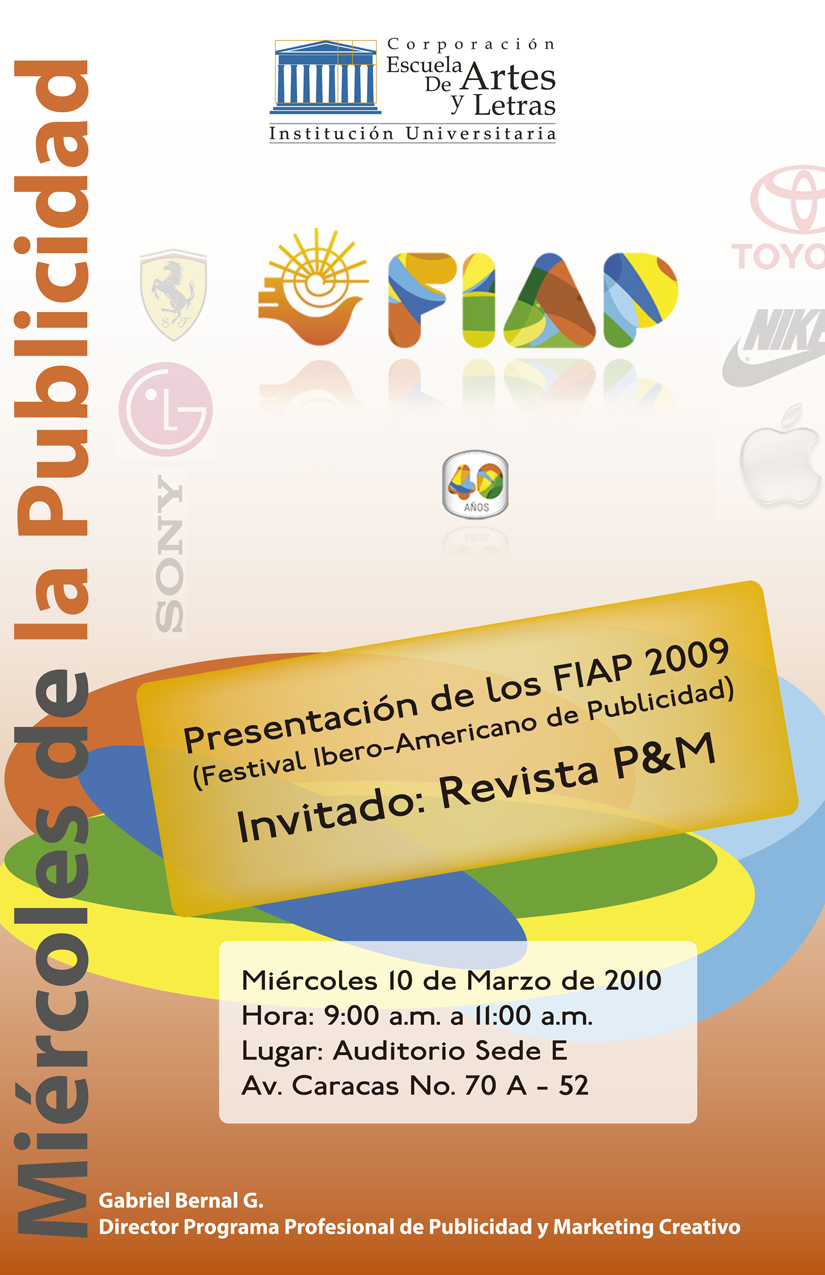 Corporación
Escuela
De Artes
y Letras
Institución Universitaria
Miércoles de la Publicidad
FIAP
S F
LG
SONY
TOYO
NIKE
40
AÑOS
Presentación de los FIAP 2009
(Festival Ibero-Americano de Publicidad)
Invitado: Revista P&M
Miércoles 10 de Marzo de 2010
Hora: 9:00 a.m. a 11:00 a.m.
Lugar: Auditorio Sede E
Av. Caracas No. 70 A - 52
Gabriel Bernal G.
Director Programa Profesional de Publicidad y Marketing Creativo